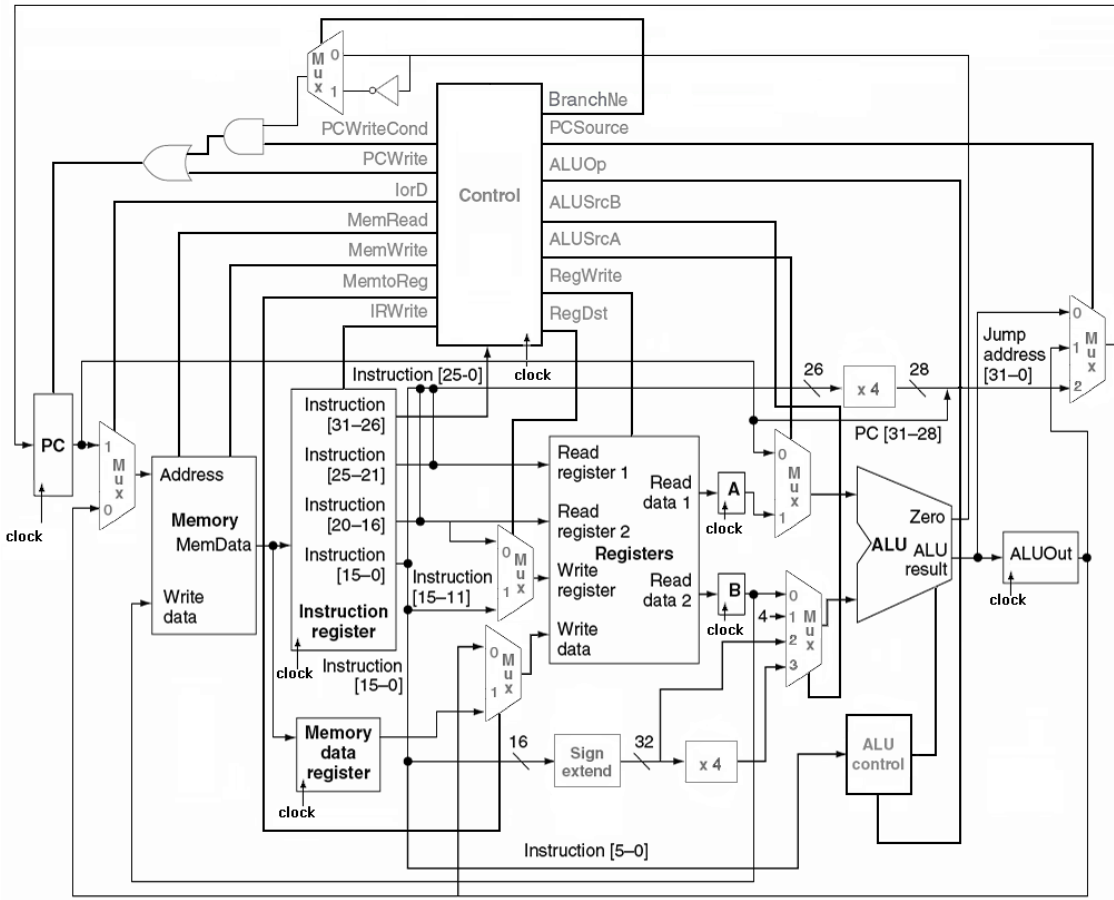 Mux
0
1
BranchNe
PCWriteCond
PCSource
PCWrite
ALUOp
IorD
Control
ALUSrcB
MemRead
ALUSrcA
MemWrite
RegWrite
MemtoReg
RegDst
IRWrite
clock
Instruction [25-0]
26
x 4
28
Jump
address
[31–0]
0
1
2
Mux
PC [31–28]
PC
clock
1
Mux
0
Address
Memory
MemData
Write
data
Instruction
[31–26]
Instruction
[25–21]
Instruction
[20–16]
Instruction
[15–0]
Instruction
register
clock
Instruction
[15–11]
Instruction
[15–0]
0
Mux
1
0
Mux
1
Read
register 1
Read
register 2
Registers
Write
register
Write
data
Read
data 1
Read
data 2
A
clock
B
clock
0
Mux
1
4
0
1
2
3
Mux
Zero
ALU
ALU
result
ALUOut
clock
Memory
data
register
clock
16
Sign
extend
32
x 4
ALU
control
Instruction [5–0]